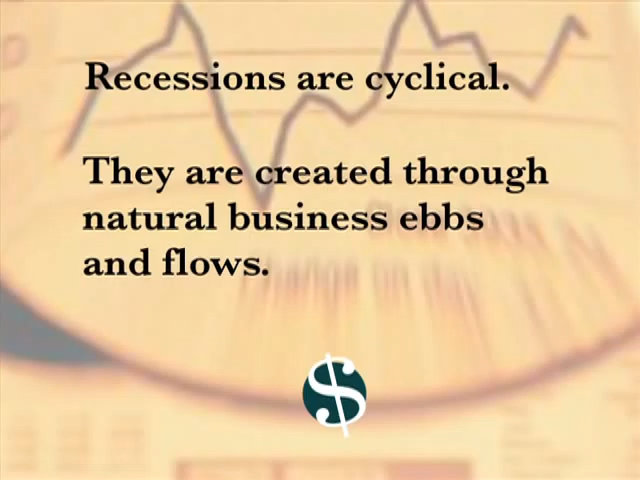 Recessions are cyclical.
They are created through
natural business ebbs
and flows.
$